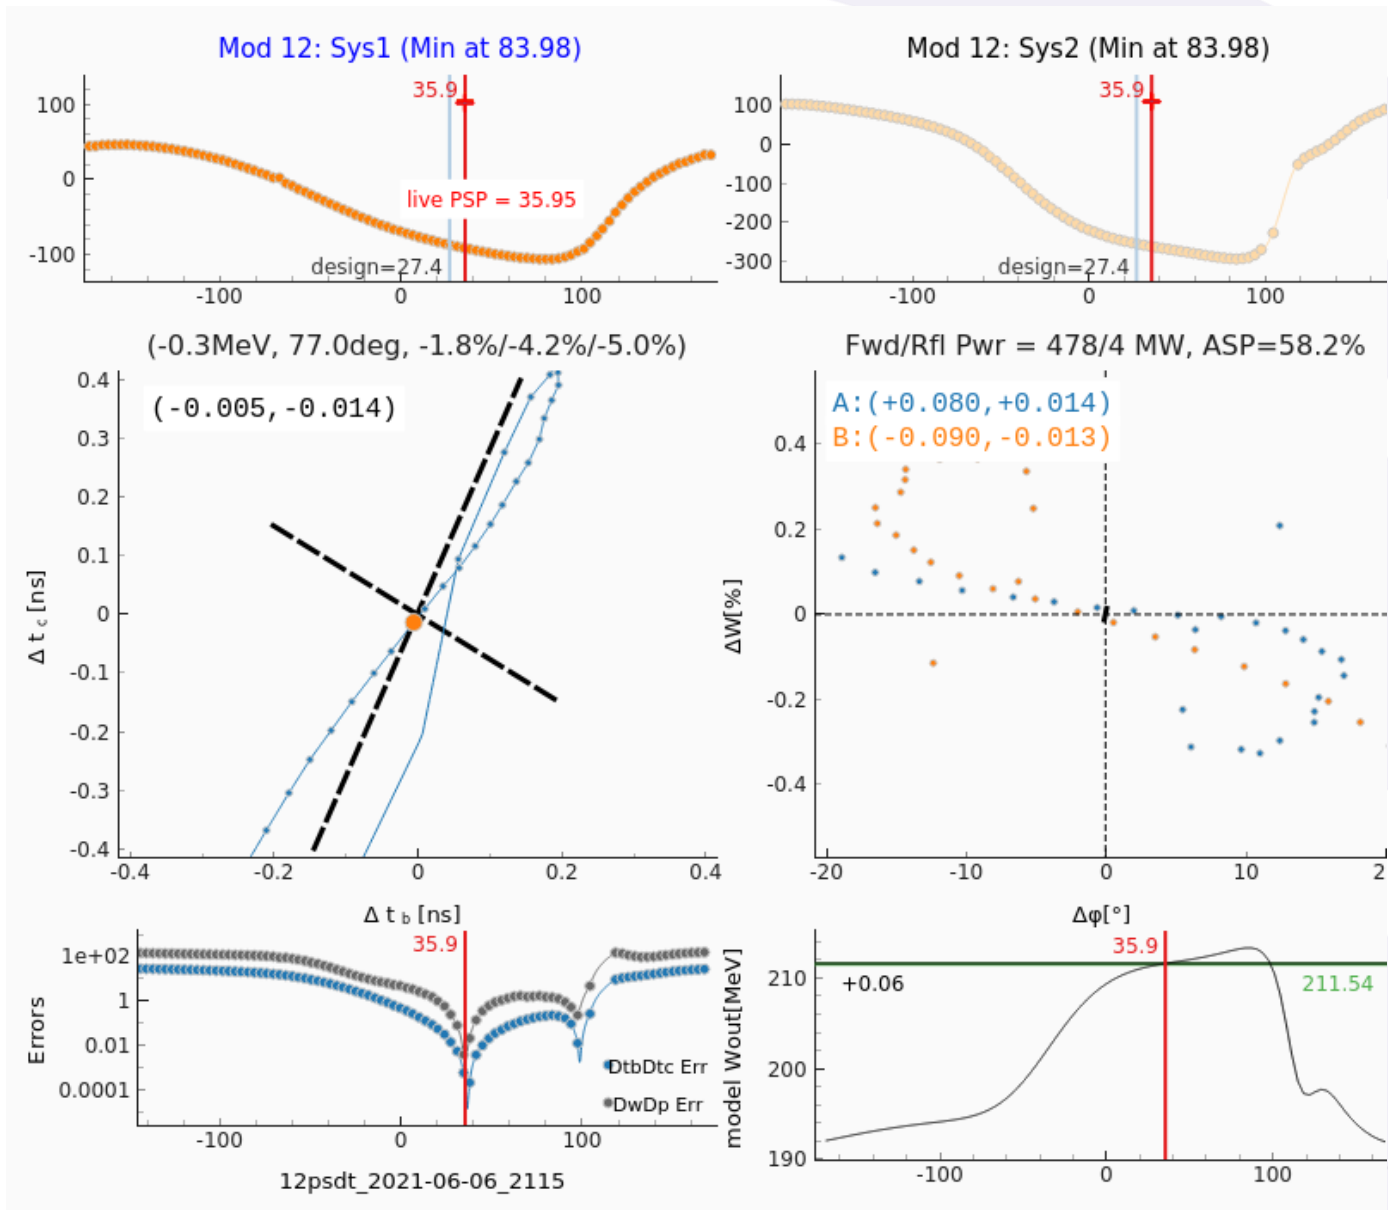 Mod 12: Sys1 (Min at 83.98)
35.9
100
0
-100
live PSP = 35.95
design=27.4
-100 0 100
Mod 12: Sys2 (Min at 83.98)
35.9
100
0
-100
-200
-300
design=27.4
-100 0 100
(-0.3MeV, 77.0deg, -1.8%/-4.2%/-5.0%)
(-0.005,-0.014)
0.4
0.3
0.2
0.1
0
-0.1
-0.2
-0.3
-0.4
Δ t c [ns]
-0.4 -0.2 0 0.2 0.4
Δ t b [ns]
Fwd/Rfl Pwr = 478/4 MW, ASP=58.2%
A:(+0.080,+0.014)
B:(-0.090,-0.013)
0.4
0.2
0
-0.2
-0.4
ΔW[%]
-20 -10 0 10 2
Δφ[°]
35.9
1e+02
1
0.01
0.0001
Errors
DtbDtc Err
DwDp Err
-100 0 100
12psdt_2021-06-06_2115
35.9
+0.06
211.54
210
200
190
model Wout[MeV]
-100 0 100